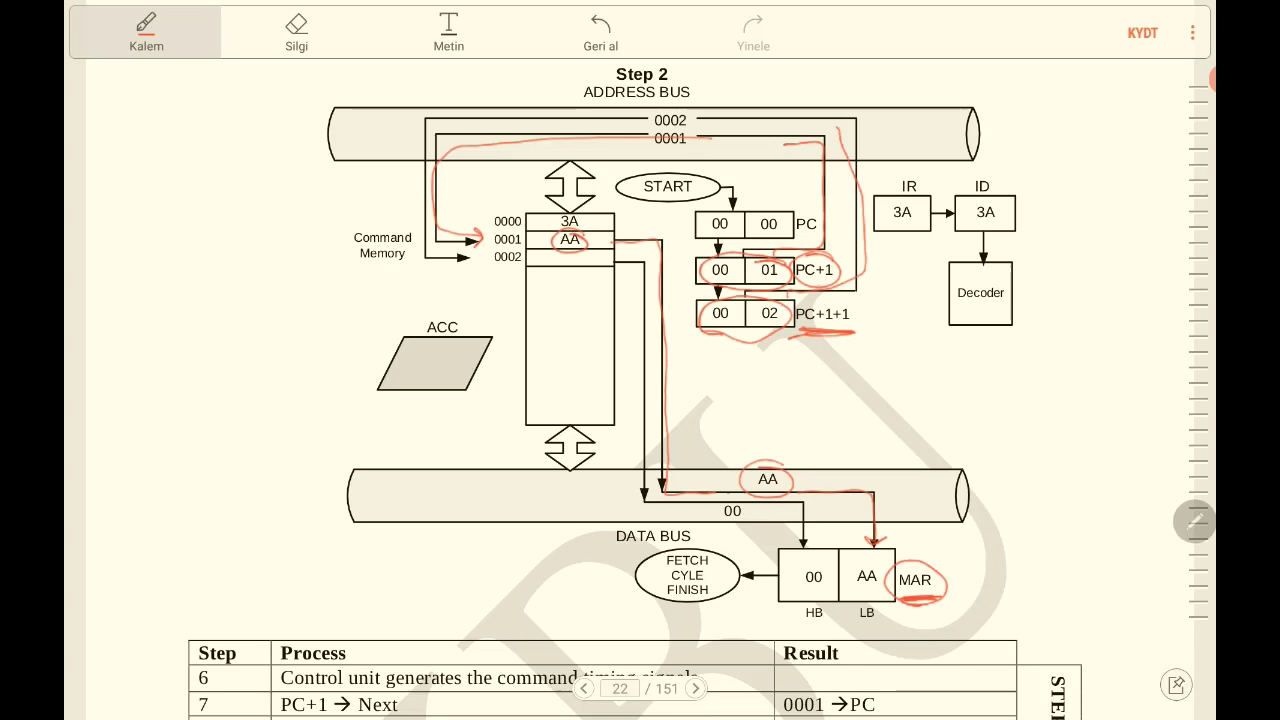 Kalem
Silgi
Metin
Geri al
Yinele
KYDT
Step 2
ADDRESS BUS
0002
0001
START
IR
ID
3A
3A
00 00 PC
0000 3A
0001 AA
0002
Command
Memory
00 01 PC+1
00 02 PC+1+1
Decoder
ACC
AA
00
DATA BUS
FETCH
CYLE
FINISH
00 AA MAR
HB LB
Step Process Result
6 Control unit generates the command timing signals
7 PC+1 → Next 0001 →PC
22 / 151